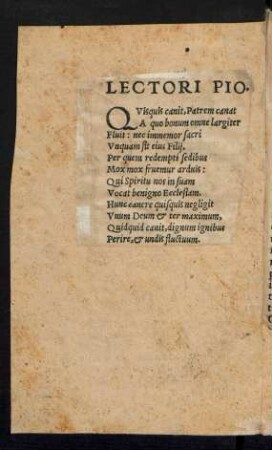 LECTORI PIO.
QVisquis canit, Patrem canat
A quo bonum omne largiter
Fluit: nec immemor sacri
Vnquam sit eius Filij,
Per quem redempti sedibus
Mox mox fruemur arduis:
Qui Spiritu nos in suam
Vocat benigno Ecclesiam.
Hunc canere quisquis negligit
Vnum Deum & ter maximum,
Quidquid canit, dignum ignibus
Perire, & undis fluctuum.